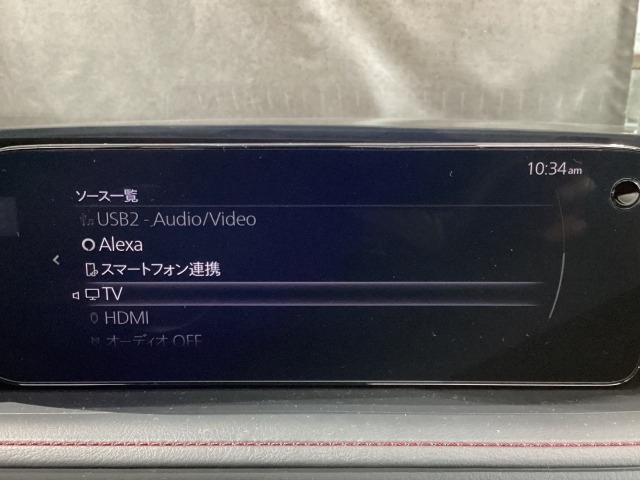 10:34am
ソース一覧
USB2 - Audio/Video
Alexa
スマートフォン連携
TV
HDMI
オーディオ OFF